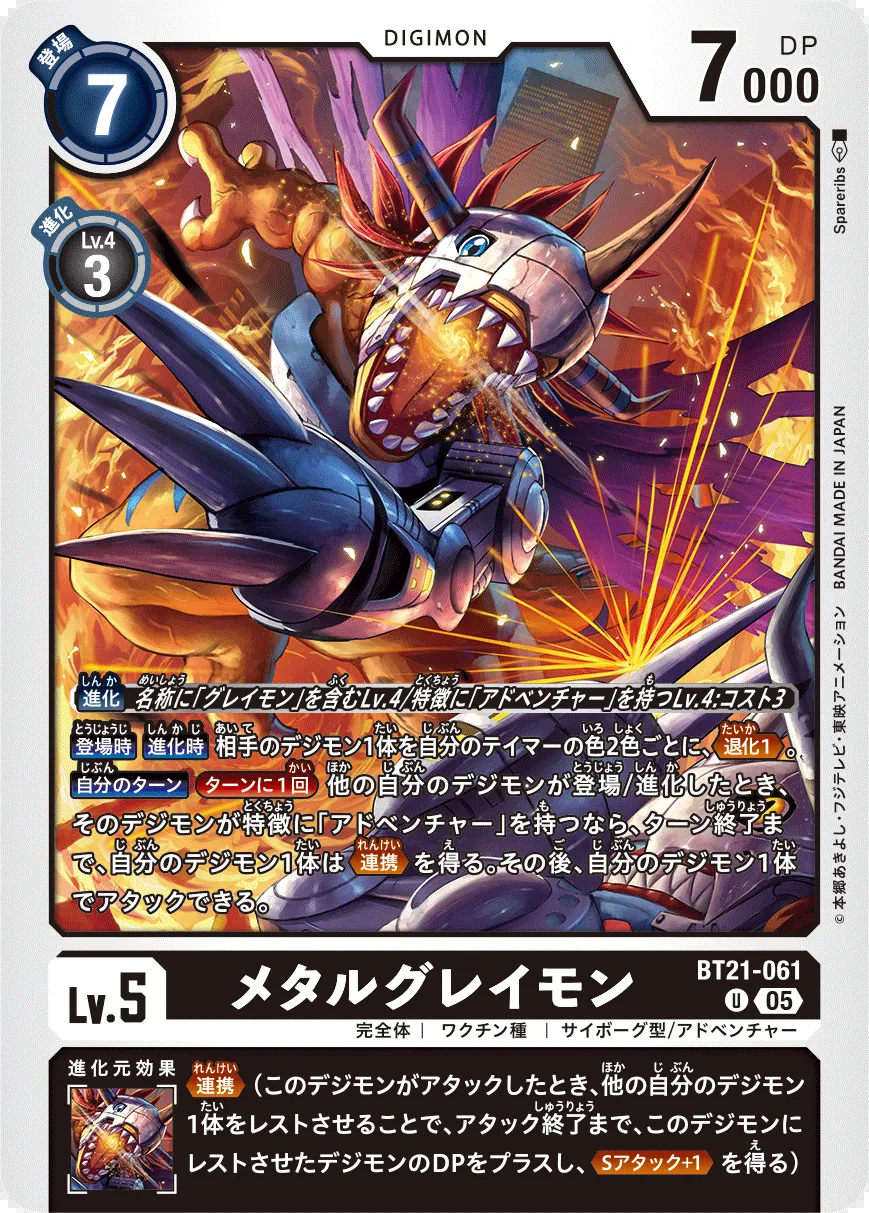 DIGIMON
登場
7
DP
7000
進化
Lv.4
3
Spareribs
BANDAI MADE IN JAPAN
©本郷あきよし・フジテレビ・東映アニメーション
進化 名称に「グレイモン」を含むLv.4/特徴に「アドベンチャー」を持つLv.4:コスト3
登場時 進化時 相手のデジモン1体を自分のテイマーの色2色ごとに、退化1。
自分のターン ターンに1回 他の自分のデジモンが登場/進化したとき、
そのデジモンが特徴に「アドベンチャー」を持つなら、ターン終了ま
で、自分のデジモン1体は 連携 を得る。その後、自分のデジモン1体
でアタックできる。
Lv.5
メタルグレイモン
BT21-061
U 05
完全体 | ワクチン種 | サイボーグ型/アドベンチャー
進化元効果
連携 (このデジモンがアタックしたとき、他の自分のデジモン
1体をレストさせることで、アタック終了まで、このデジモンに
レストさせたデジモンのDPをプラスし、Sアタック+1 を得る)